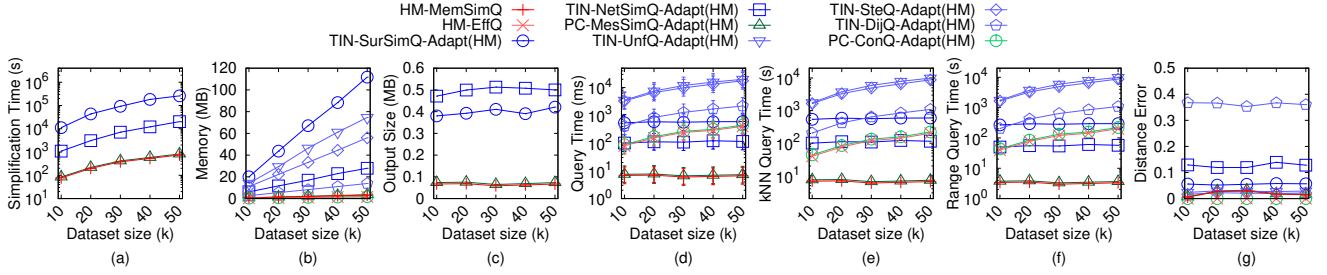 HM-MemSimQ
HM-EffQ
TIN-SurSimQ-Adapt(HM)
TIN-NetSimQ-Adapt(HM)
PC-MesSimQ-Adapt(HM)
TIN-UnfQ-Adapt(HM)
TIN-SteQ-Adapt(HM)
TIN-DijQ-Adapt(HM)
PC-ConQ-Adapt(HM)
Simplification Time (s)
10^6
10^5
10^4
10^3
10^2
10^1
10 20 30 40 50
Dataset size (k)
(a)
Memory (MB)
120
100
80
60
40
20
0
10 20 30 40 50
Dataset size (k)
(b)
Output Size (MB)
0.6
0.5
0.4
0.3
0.2
0.1
0
10 20 30 40 50
Dataset size (k)
(c)
Query Time (ms)
10^5
10^4
10^3
10^2
10^1
10^0
10 20 30 40 50
Dataset size (k)
(d)
kNN Query Time (s)
10^4
10^3
10^2
10^1
10 20 30 40 50
Dataset size (k)
(e)
Range Query Time (s)
10^4
10^3
10^2
10^1
10^0
10 20 30 40 50
Dataset size (k)
(f)
Distance Error
0.5
0.4
0.3
0.2
0.1
0
10 20 30 40 50
Dataset size (k)
(g)